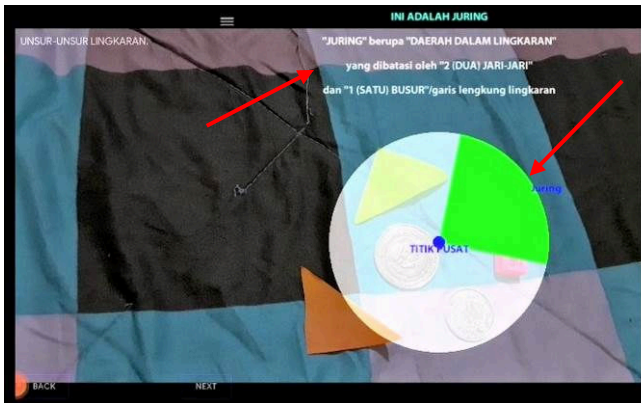 INI ADALAH JURING
UNSUR-UNSUR LINGKARAN.
"JURING" berupa "DAERAH DALAM LINGKARAN"
yang dibatasi oleh "2 (DUA) JARI-JARI"
dan "1 (SATU) BUSUR"/garis lengkung lingkaran
Juring
TITIK PUSAT
BACK
NEXT